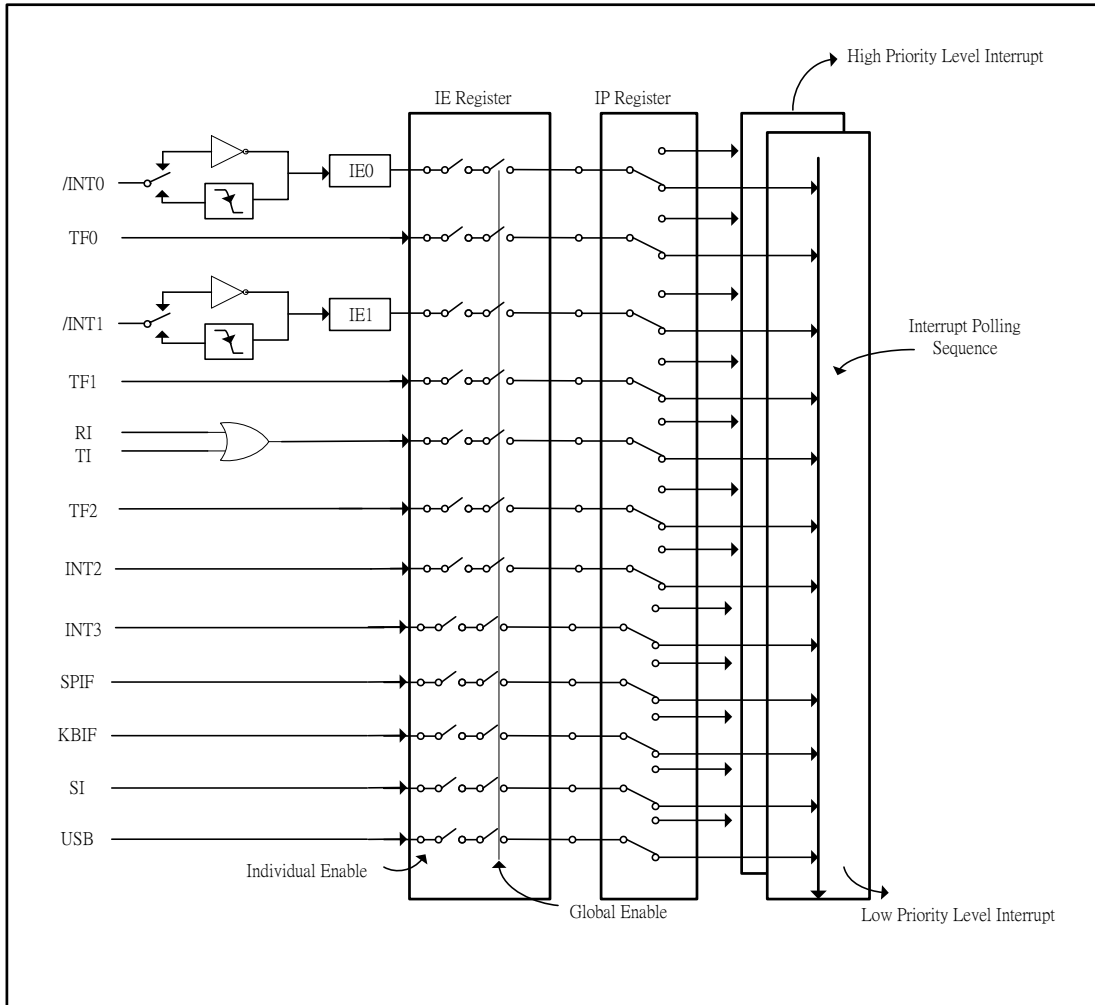 High Priority Level Interrupt
IE Register
IP Register
/INT0
IE0
TF0
/INT1
IE1
Interrupt Polling
Sequence
TF1
RI
TI
TF2
INT2
INT3
SPIF
KBIF
SI
USB
Individual Enable
Global Enable
Low Priority Level Interrupt